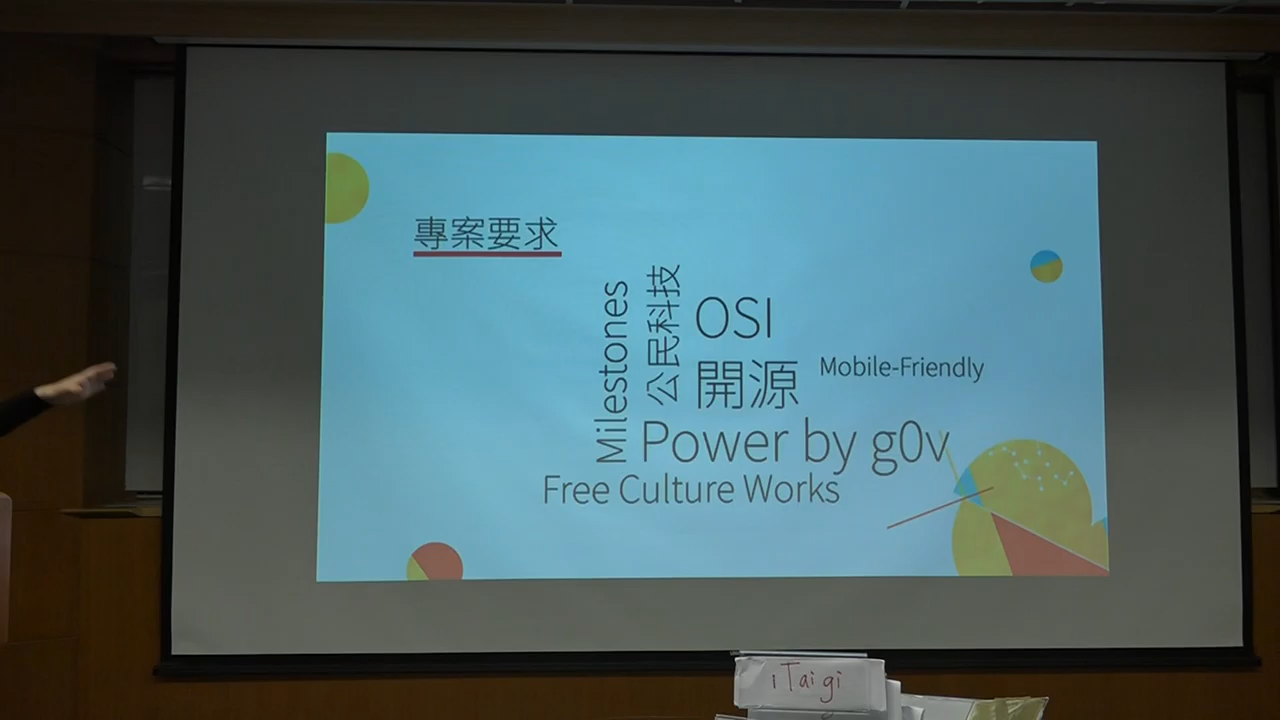 專案要求
Milestones
公民科技
OSI
開源
Mobile-Friendly
Power by g0v
Free Culture Works
iTaigi